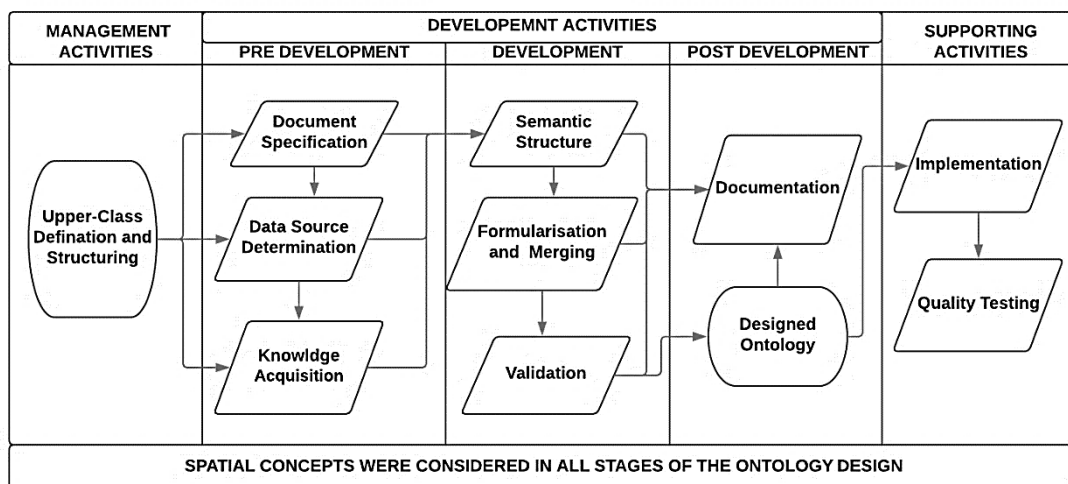 MANAGEMENT
ACTIVITIES
DEVELOPEMNT ACTIVITIES
PRE DEVELOPMENT
DEVELOPMENT
POST DEVELOPMENT
SUPPORTING
ACTIVITIES
Upper-Class
Defination and
Structuring
Document
Specification
Data Source
Determination
Knowldge
Acquisition
Semantic
Structure
Formularisation
and Merging
Validation
Documentation
Designed
Ontology
Implementation
Quality Testing
SPATIAL CONCEPTS WERE CONSIDERED IN ALL STAGES OF THE ONTOLOGY DESIGN